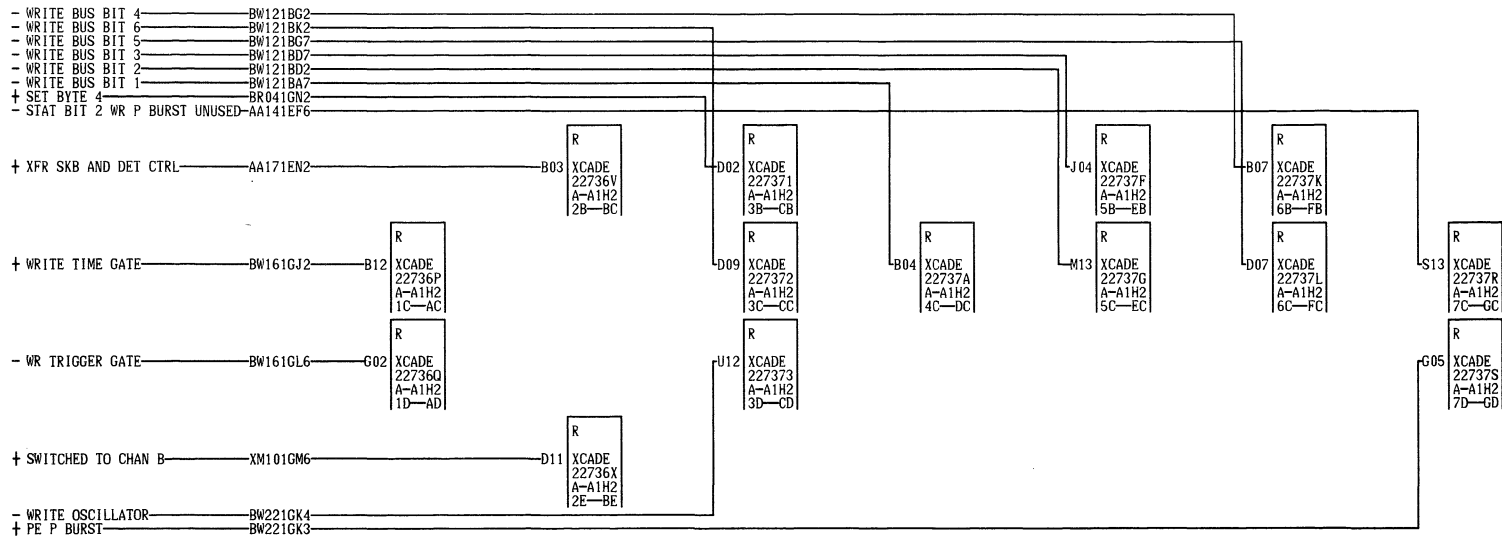 - WRITE BUS BIT 4 BW121BG2
- WRITE BUS BIT 6 BW121BK2
- WRITE BUS BIT 5 BW121BG7
- WRITE BUS BIT 3 BW121BD7
- WRITE BUS BIT 2 BW121BD2
- WRITE BUS BIT 1 BW121BA7
+ SET BYTE 4 BR041GN2
- STAT BIT 2 WR P BURST UNUSED AA141EF6
R R R R
+ XFR SKB AND DET CTRL AA171EN2 B03 XCADE D02 XCADE J04 XCADE B07 XCADE
22736V 227371 22737F 22737K
A-A1H2 A-A1H2 A-A1H2 A-A1H2
2B BC 3B CB 5B EB 6B FB
R R R R R R
+ WRITE TIME GATE BW161GJ2 B12 XCADE D09 XCADE B04 XCADE M13 XCADE D07 XCADE S13 XCADE
22736P 227372 22737A 22737G 22737L 22737R
A-A1H2 A-A1H2 A-A1H2 A-A1H2 A-A1H2 A-A1H2
1C AC 3C CC 4C DC 5C EC 6C FC 7C GC
R R R
- WR TRIGGER GATE BW161GL6 G02 XCADE U12 XCADE G05 XCADE
22736Q 227373 22737S
A-A1H2 A-A1H2 A-A1H2
1D AD 3D CD 7D GD
R
+ SWITCHED TO CHAN B XM101GM6 D11 XCADE
22736X
A-A1H2
2E BE
- WRITE OSCILLATOR BW221GK4
+ PE P BURST BW221GK3